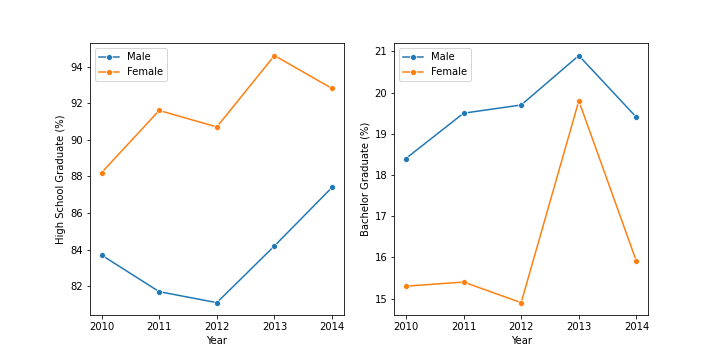 Male
Female
High School Graduate (%)
94
92
90
88
86
84
82
2010 2011 2012 2013 2014
Year
Male
Female
Bachelor Graduate (%)
21
20
19
18
17
16
15
2010 2011 2012 2013 2014
Year